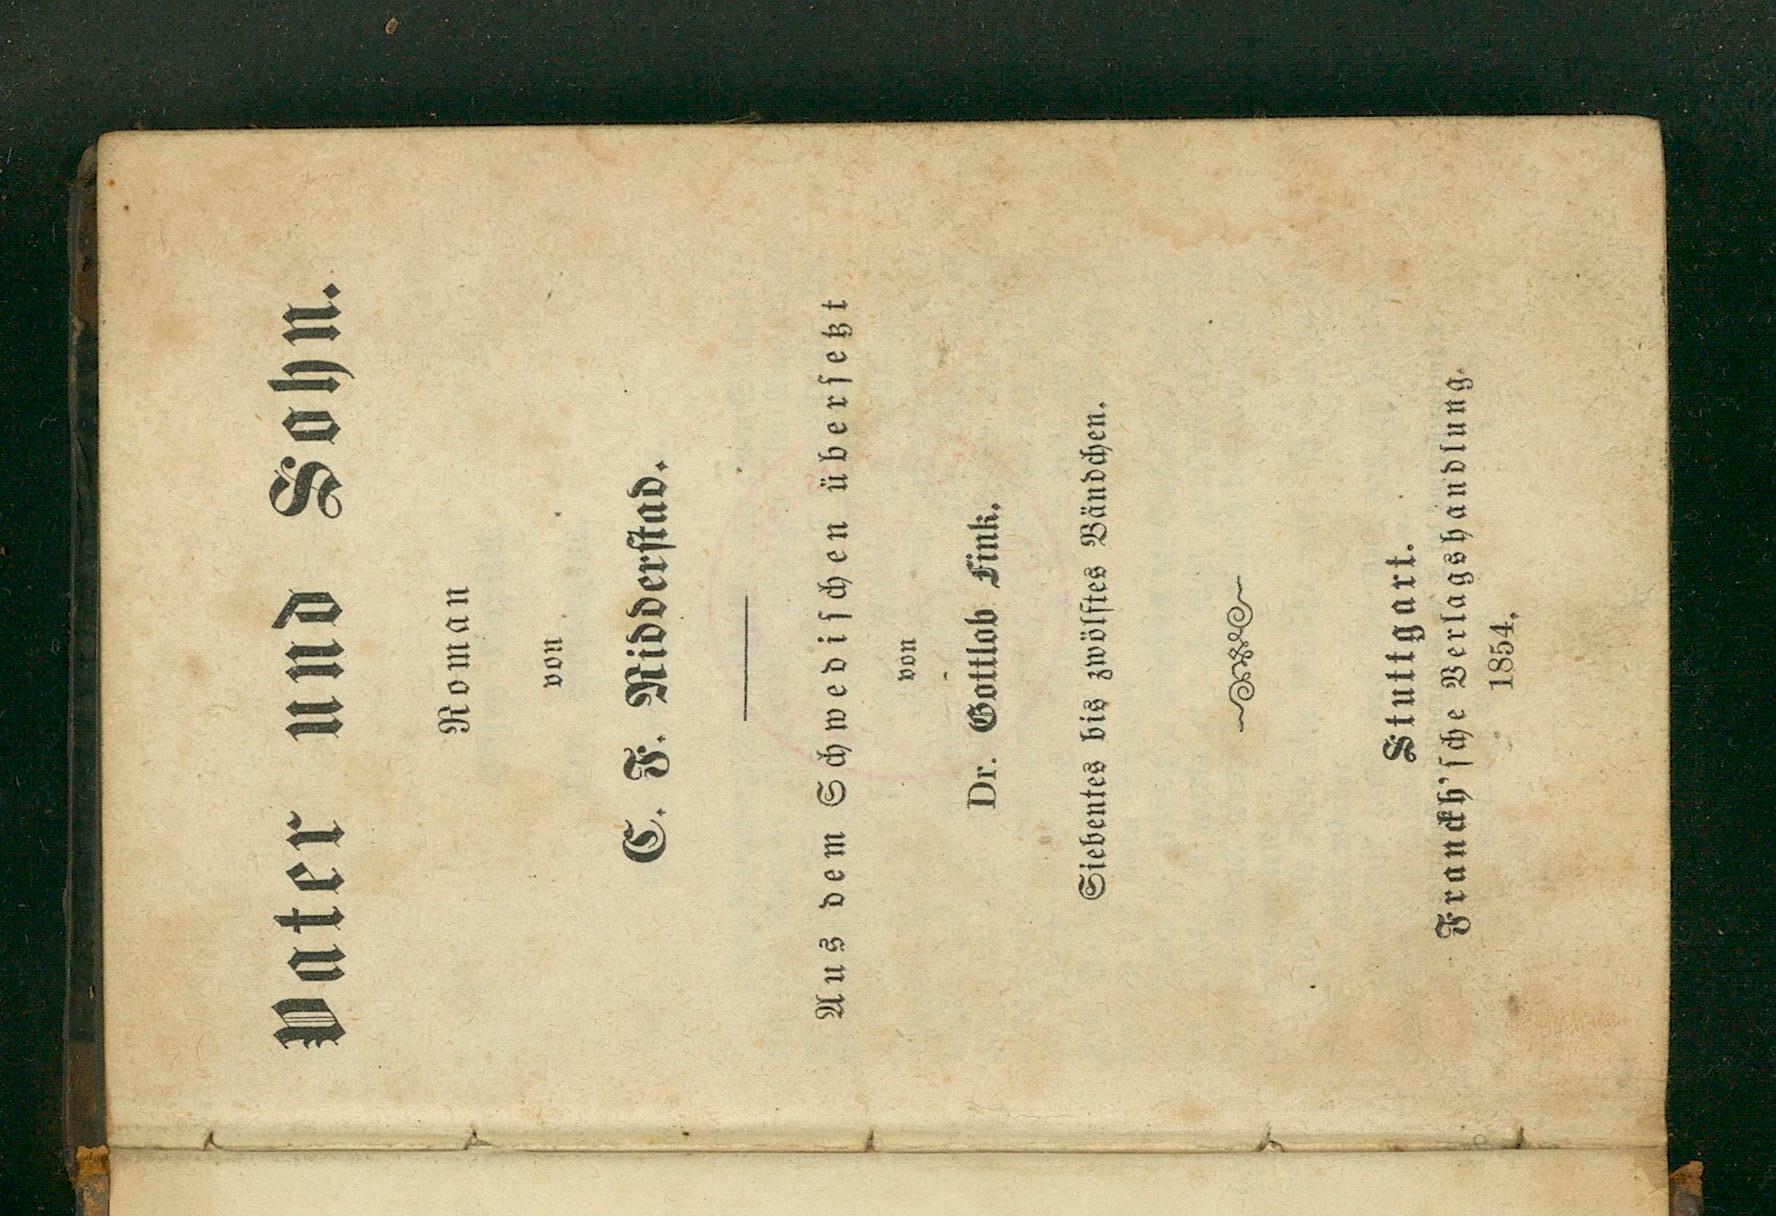 Vater und Sohn.
Roman
von
C. F. Ridderstad.
Aus dem Schwedischen übersetzt
von
Dr. Gottlob Fink.
Siebentes bis zwölftes Bändchen.
Stuttgart.
Franckh'sche Verlagshandlung.
1854.